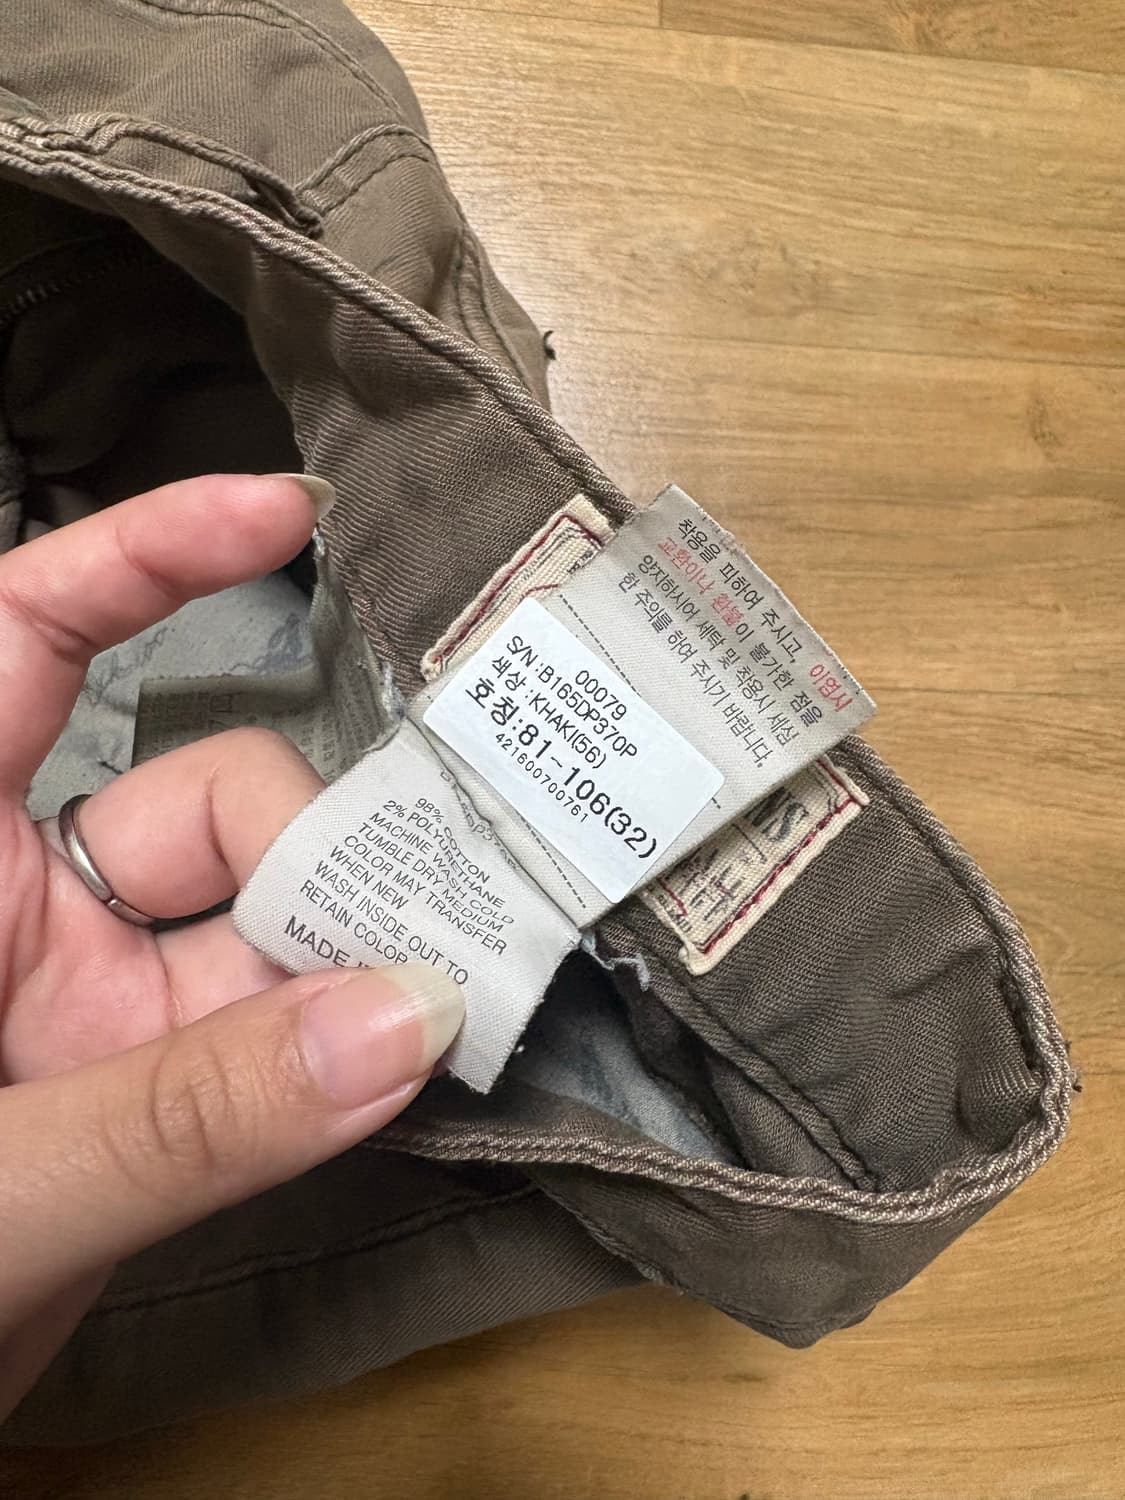 착용을 피하여 주시고, 이염시
교환이나 환불이 불가한 점을
양지하시어 세탁 및 착용시 세심
한 주의를 하여 주시기 바랍니다.
00079
S/N:B165DP370P
색상:KHAKI(56)
호칭:81~106(32)
421600700761
98% COTTON
2% POLYURETHANE
MACHINE WASH COLD
TUMBLE DRY MEDIUM
COLOR MAY TRANSFER
WHEN NEW
WASH INSIDE OUT TO
RETAIN COLOR
MADE